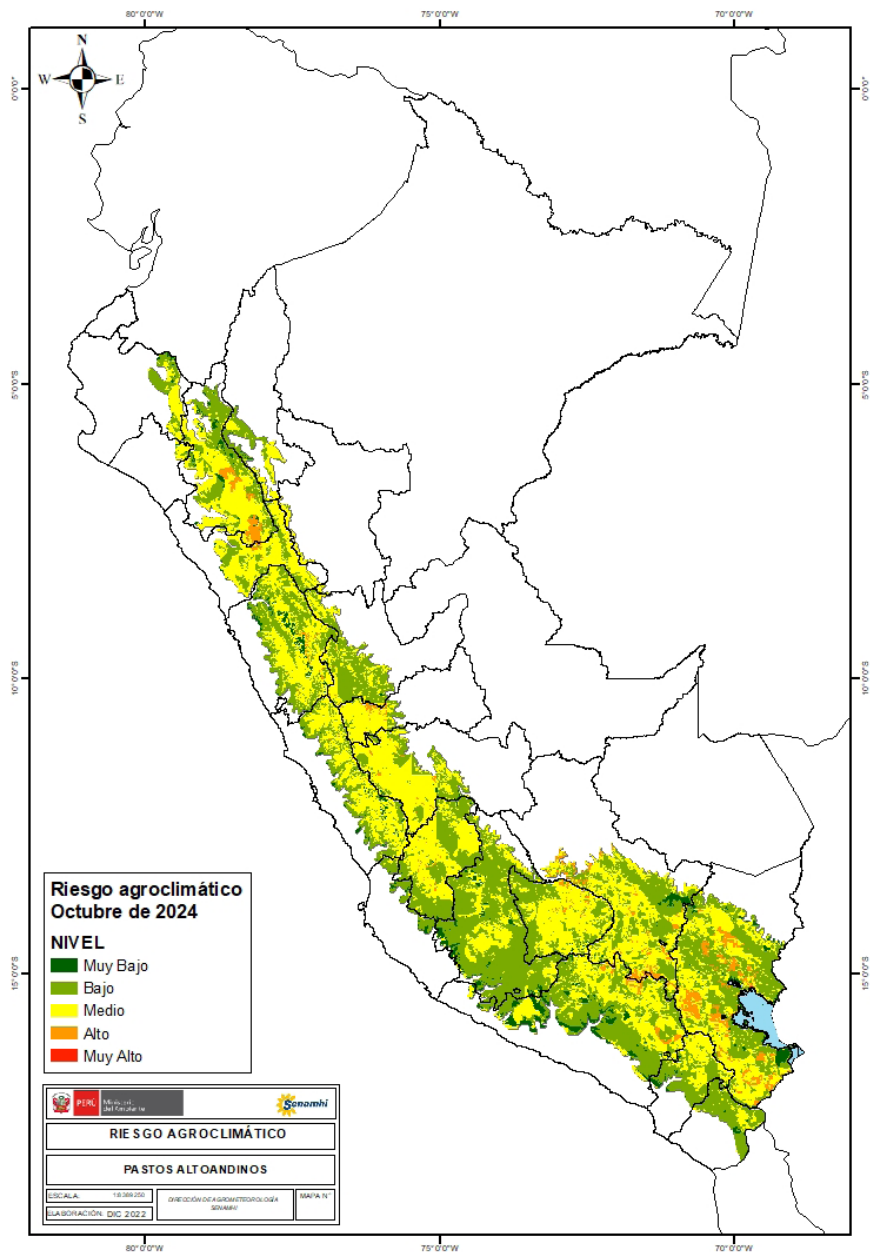 80°0'0"W 75°0'0"W 70°0'0"W
N
W E
S
0°0'0" 0°0'0"
5°0'0"S 5°0'0"S
10°0'0"S 10°0'0"S
15°0'0"S 15°0'0"S
Riesgo agroclimático
Octubre de 2024
NIVEL
Muy Bajo
Bajo
Medio
Alto
Muy Alto
PERÚ Ministerio
del Ambiente
Senamhi
RIESGO AGROCLIMÁTICO
PASTOS ALTOANDINOS
ESCALA:
ELABORACIÓN: DIC 2022
DIRECCIÓN DE AGROMETEOROLOGÍA
SENAMHI
MAPA N°
80°0'0"W 75°0'0"W 70°0'0"W